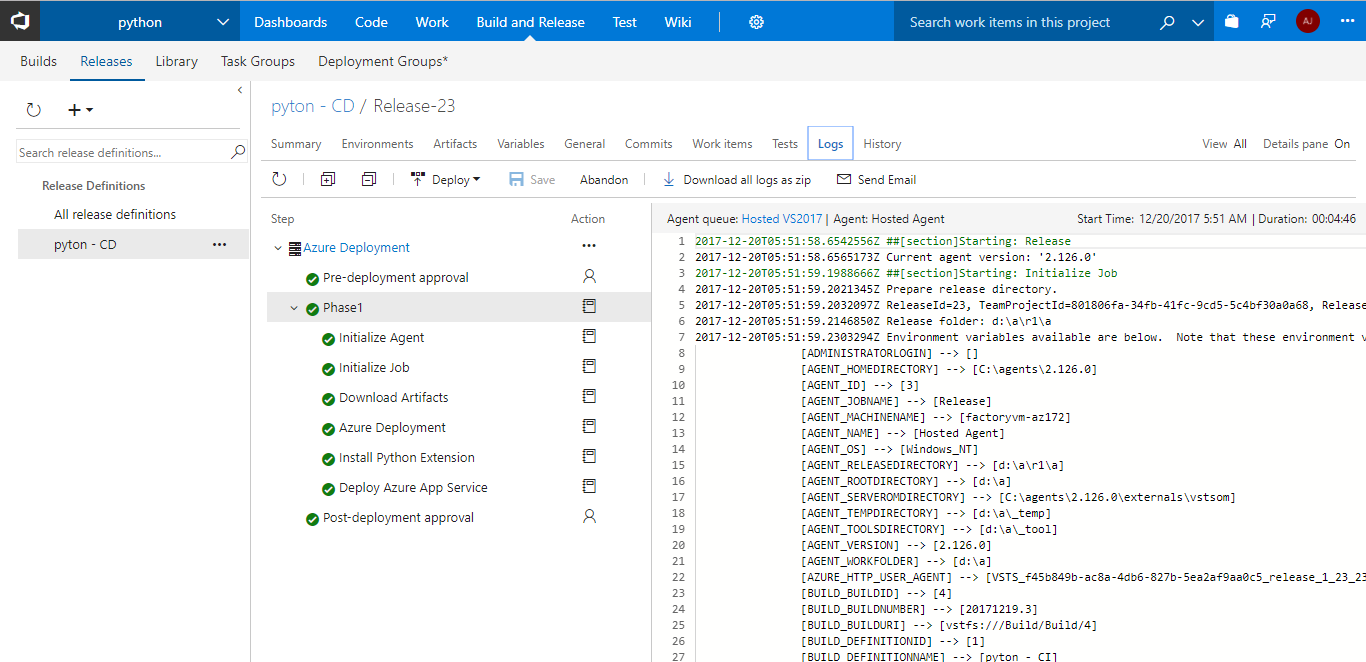 python Dashboards Code Work Build and Release Test Wiki Search work items in this project AJ
Builds Releases Library Task Groups Deployment Groups*
pyton - CD / Release-23
Summary Environments Artifacts Variables General Commits Work items Tests Logs History View All Details pane On
Search release definitions...
Deploy Save Abandon Download all logs as zip Send Email
Release Definitions
All release definitions
pyton - CD
Step Action
Azure Deployment
Pre-deployment approval
Phase1
Initialize Agent
Initialize Job
Download Artifacts
Azure Deployment
Install Python Extension
Deploy Azure App Service
Post-deployment approval
Agent queue: Hosted VS2017 | Agent: Hosted Agent Start Time: 12/20/2017 5:51 AM | Duration: 00:04:46
1 2017-12-20T05:51:58.6542556Z ##[section]Starting: Release
2 2017-12-20T05:51:58.6565173Z Current agent version: '2.126.0'
3 2017-12-20T05:51:59.1988666Z ##[section]Starting: Initialize Job
4 2017-12-20T05:51:59.2021345Z Prepare release directory.
5 2017-12-20T05:51:59.2032097Z ReleaseId=23, TeamProjectId=801806fa-34fb-41fc-9cd5-5c4bf30a0a68, Release
6 2017-12-20T05:51:59.2146850Z Release folder: d:\a\r1\a
7 2017-12-20T05:51:59.2303294Z Environment variables available are below.  Note that these environment v
8 [ADMINISTRATORLOGIN] --> []
9 [AGENT_HOMEDIRECTORY] --> [C:\agents\2.126.0]
10 [AGENT_ID] --> [3]
11 [AGENT_JOBNAME] --> [Release]
12 [AGENT_MACHINENAME] --> [factoryvm-az172]
13 [AGENT_NAME] --> [Hosted Agent]
14 [AGENT_OS] --> [Windows_NT]
15 [AGENT_RELEASEDIRECTORY] --> [d:\a\r1\a]
16 [AGENT_ROOTDIRECTORY] --> [d:\a]
17 [AGENT_SERVEROMDIRECTORY] --> [C:\agents\2.126.0\externals\vstsom]
18 [AGENT_TEMPDIRECTORY] --> [d:\a\_temp]
19 [AGENT_TOOLSDIRECTORY] --> [d:\a\_tool]
20 [AGENT_VERSION] --> [2.126.0]
21 [AGENT_WORKFOLDER] --> [d:\a]
22 [AZURE_HTTP_USER_AGENT] --> [VSTS_f45b849b-ac8a-4db6-827b-5ea2af9aa0c5_release_1_23_23
23 [BUILD_BUILDID] --> [4]
24 [BUILD_BUILDNUMBER] --> [20171219.3]
25 [BUILD_BUILDURI] --> [vstfs:///Build/Build/4]
26 [BUILD_DEFINITIONID] --> [1]
27 [BUILD_DEFINITIONNAME] --> [pyton - CI]